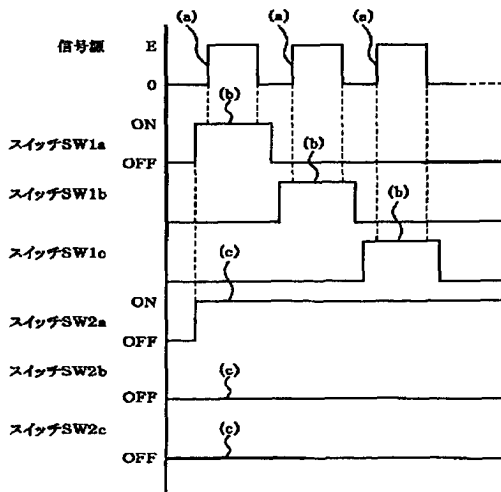 (a) (a) (a)
信号源 E
0
(b)
ON
スイッチSW1a
OFF
(b)
スイッチSW1b
(b)
スイッチSW1c
(c)
ON
スイッチSW2a
OFF
スイッチSW2b (c)
OFF
スイッチSW2c (c)
OFF